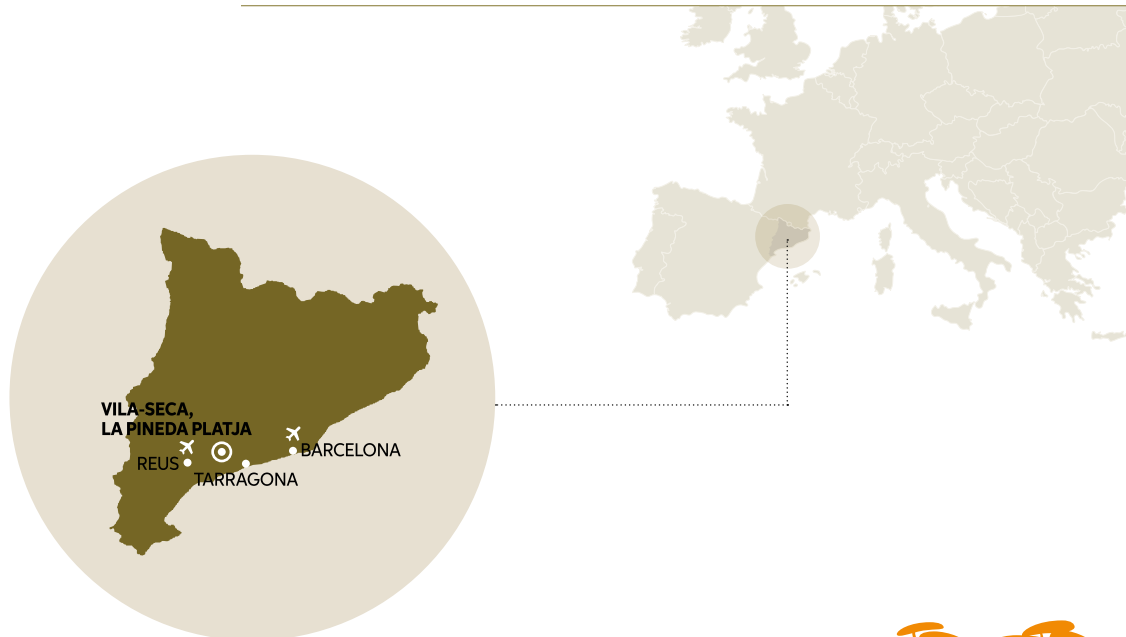 VILA-SECA,
LA PINEDA PLATJA
REUS
BARCELONA
TARRAGONA